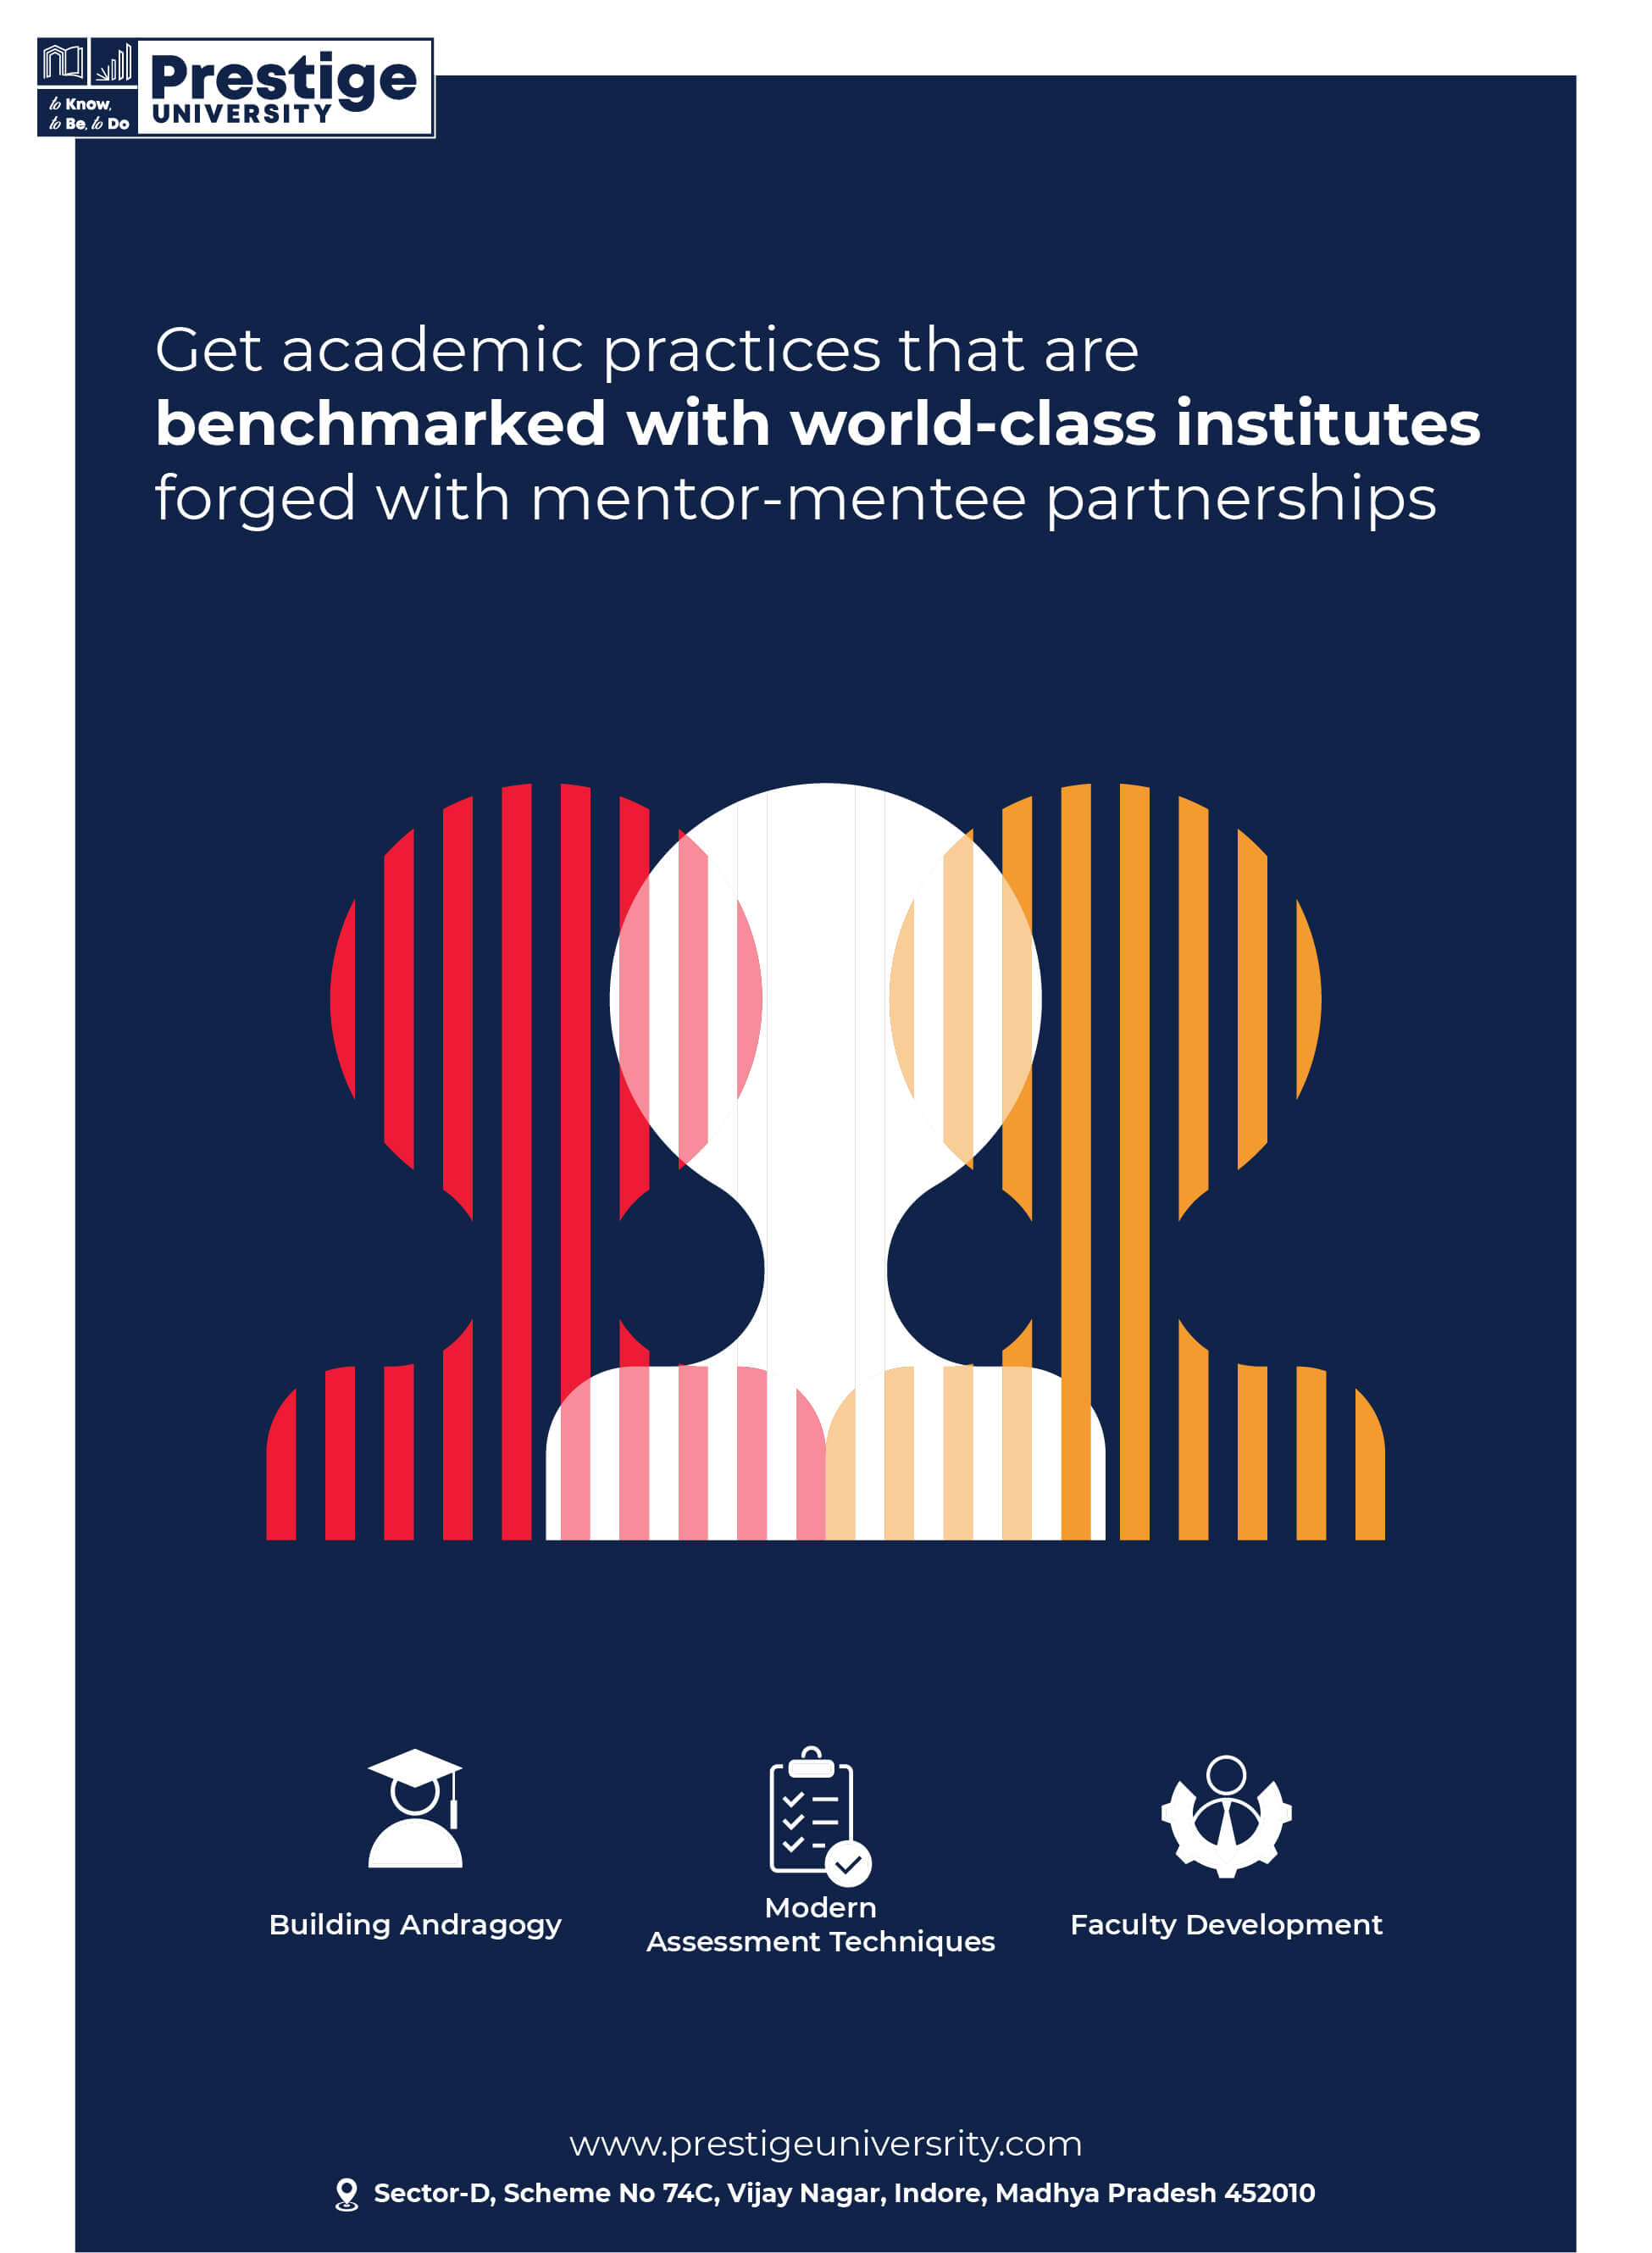 to Know,
to Be, to Do
Prestige
UNIVERSITY
Get academic practices that are
benchmarked with world-class institutes
forged with mentor-mentee partnerships
Building Andragogy
Modern
Assessment Techniques
Faculty Development
www.prestigeuniversrity.com
Sector-D, Scheme No 74C, Vijay Nagar, Indore, Madhya Pradesh 452010